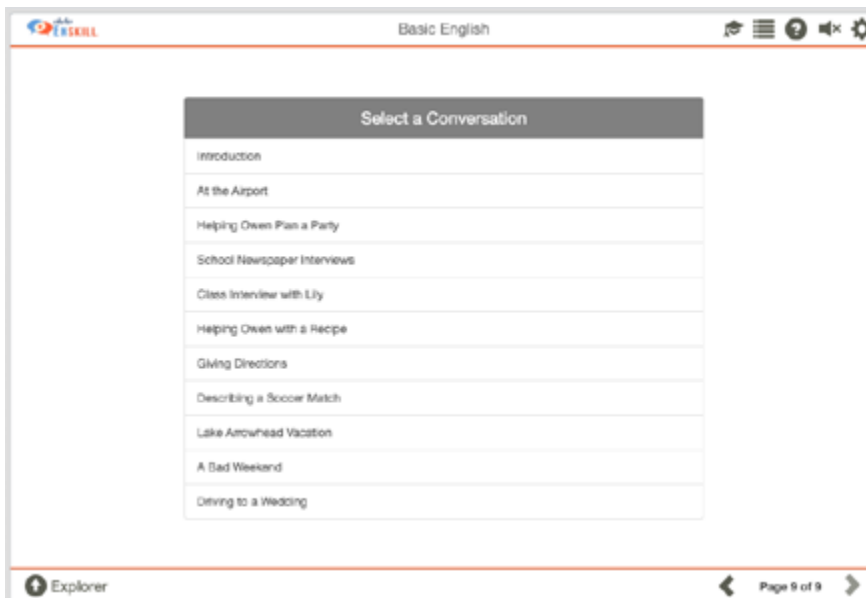 ENSKILL
Basic English
Select a Conversation
Introduction
At the Airport
Helping Owen Plan a Party
School Newspaper Interviews
Class Interview with Lily
Helping Owen with a Recipe
Giving Directions
Describing a Soccer Match
Lake Arrowhead Vacation
A Bad Weekend
Driving to a Wedding
Explorer
Page 9 of 9